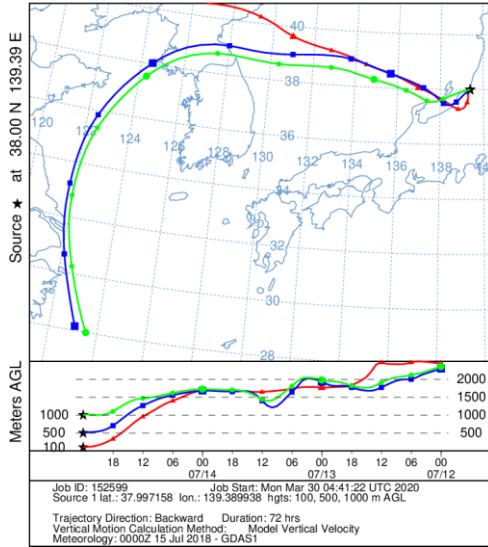 Source ★ at 38.00 N 139.39 E
40
120
122
124
126
128
130
132
134
136
138
38
36
34
32
30
28
Meters AGL
1000
500
100
2000
1500
1000
500
18 12 06 00 18 12 06 00 18 12 06 00
07/14 07/13 07/12
Job ID: 152599 Job Start: Mon Mar 30 04:41:22 UTC 2020
Source 1 lat.: 37.997158 lon.: 139.389938 hgts: 100, 500, 1000 m AGL
Trajectory Direction: Backward Duration: 72 hrs
Vertical Motion Calculation Method: Model Vertical Velocity
Meteorology: 0000Z 15 Jul 2018 - GDAS1